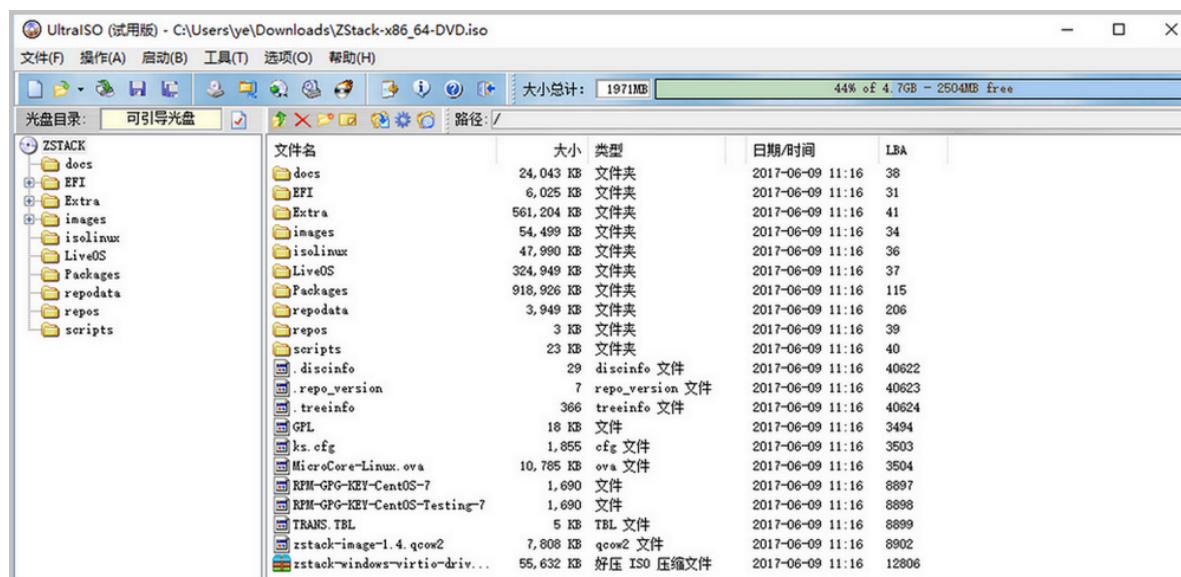 UltraISO (试用版) - C:\Users\ye\Downloads\ZStack-x86_64-DVD.iso
文件(F) 操作(A) 启动(B) 工具(T) 选项(O) 帮助(H)
大小总计: 1971MB 44% of 4.7GB - 2504MB free
光盘目录: 可引导光盘 路径: /
ZSTACK
docs
EFI
Extra
images
isolinux
LiveOS
Packages
repodata
repos
scripts
文件名 大小 类型 日期/时间 LBA
docs 24,043 KB 文件夹 2017-06-09 11:16 38
EFI 6,025 KB 文件夹 2017-06-09 11:16 31
Extra 561,204 KB 文件夹 2017-06-09 11:16 41
images 54,499 KB 文件夹 2017-06-09 11:16 34
isolinux 47,990 KB 文件夹 2017-06-09 11:16 36
LiveOS 324,949 KB 文件夹 2017-06-09 11:16 37
Packages 918,926 KB 文件夹 2017-06-09 11:16 115
repodata 3,949 KB 文件夹 2017-06-09 11:16 206
repos 3 KB 文件夹 2017-06-09 11:16 39
scripts 23 KB 文件夹 2017-06-09 11:16 40
.discinfo 29 discinfo 文件 2017-06-09 11:16 40622
.repo_version 7 repo_version 文件 2017-06-09 11:16 40623
.treeinfo 366 treeinfo 文件 2017-06-09 11:16 40624
GPL 18 KB 文件 2017-06-09 11:16 3494
ks.cfg 1,855 cfg 文件 2017-06-09 11:16 3503
MicroCore-Linux.ova 10,785 KB ova 文件 2017-06-09 11:16 3504
RPM-GPG-KEY-CentOS-7 1,690 文件 2017-06-09 11:16 8897
RPM-GPG-KEY-CentOS-Testing-7 1,690 文件 2017-06-09 11:16 8898
TRANS.TBL 5 KB TBL 文件 2017-06-09 11:16 8899
zstack-image-1.4.qcow2 7,808 KB qcow2 文件 2017-06-09 11:16 8902
zstack-windows-virtio-driv... 55,632 KB 好压 ISO 压缩文件 2017-06-09 11:16 12806